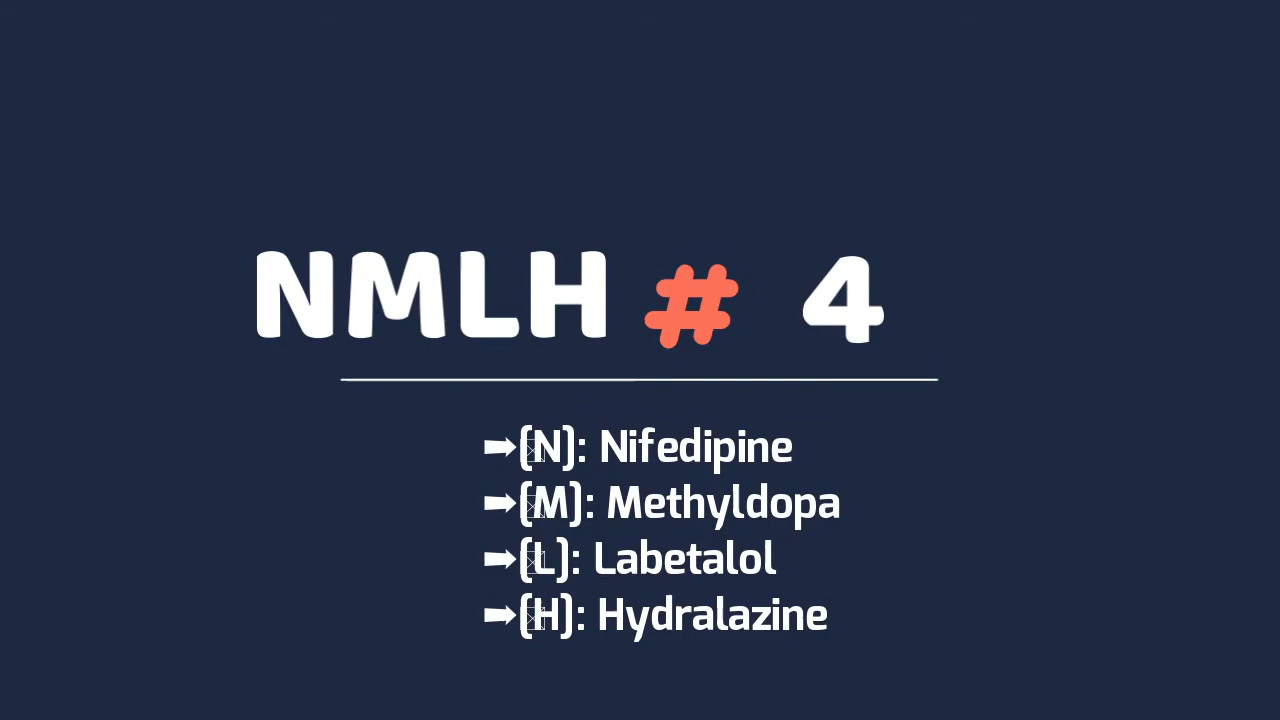 NMLH # 4
➡(N): Nifedipine
➡(M): Methyldopa
➡(L): Labetalol
➡(H): Hydralazine